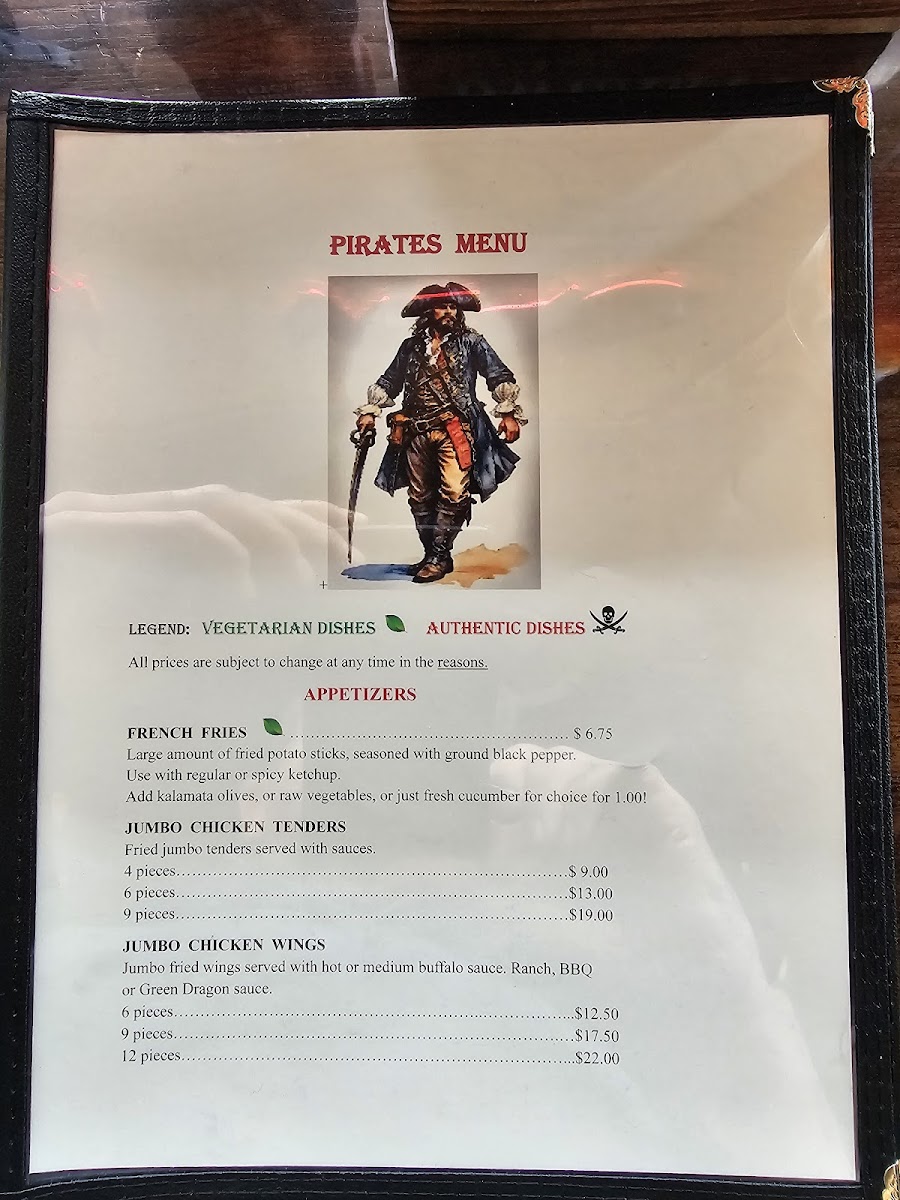 PIRATES MENU
LEGEND: VEGETARIAN DISHES AUTHENTIC DISHES
All prices are subject to change at any time in the reasons.
APPETIZERS
FRENCH FRIES ........................................................... $ 6.75
Large amount of fried potato sticks, seasoned with ground black pepper.
Use with regular or spicy ketchup.
Add kalamata olives, or raw vegetables, or just fresh cucumber for choice for 1.00!
JUMBO CHICKEN TENDERS
Fried jumbo tenders served with sauces.
4 pieces...........................................................................$ 9.00
6 pieces...........................................................................$13.00
9 pieces...........................................................................$19.00
JUMBO CHICKEN WINGS
Jumbo fried wings served with hot or medium buffalo sauce. Ranch, BBQ
or Green Dragon sauce.
6 pieces...........................................................................$12.50
9 pieces...........................................................................$17.50
12 pieces..........................................................................$22.00